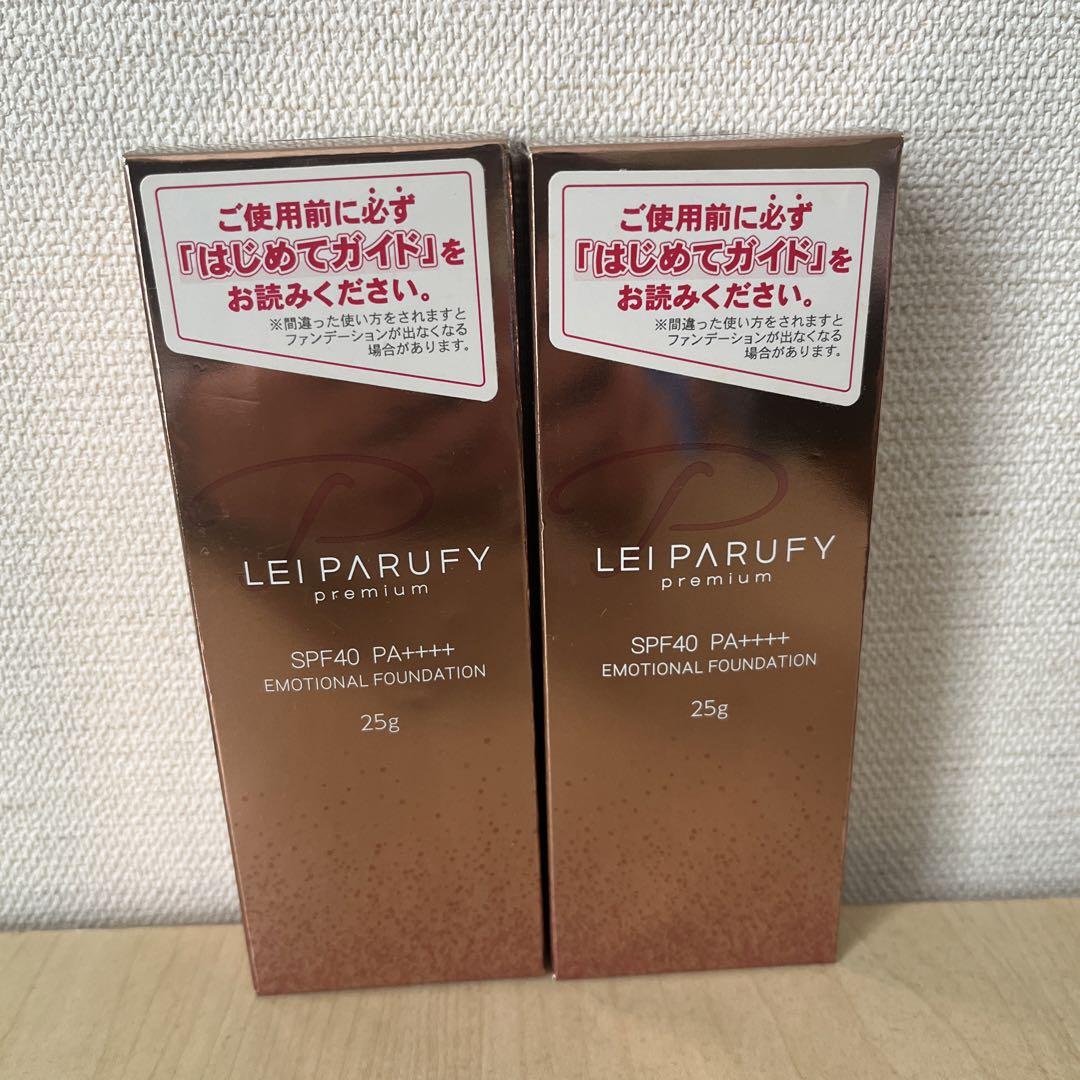 ご使用前に必ず
「はじめてガイド」を
お読みください。
※間違った使い方をされますと
ファンデーションが出なくなる
場合があります。
P
LEI PARUFY
premium
SPF40 PA++++
EMOTIONAL FOUNDATION
25g
ご使用前に必ず
「はじめてガイド」を
お読みください。
※間違った使い方をされますと
ファンデーションが出なくなる
場合があります。
P
LEI PARUFY
premium
SPF40 PA++++
EMOTIONAL FOUNDATION
25g